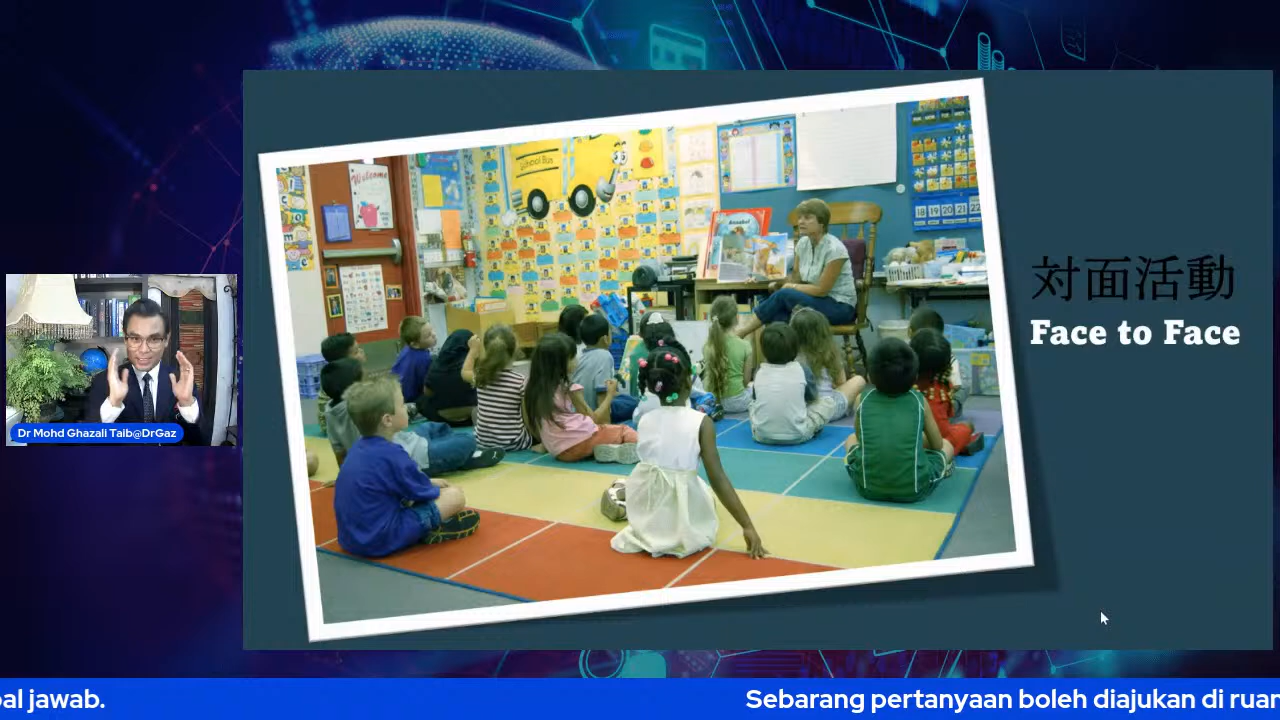 School Bus
Welcome
Annabel
18 19 20 21 22
対面活動
Face to Face
Dr Mohd Ghazali Taib@DrGaz
al jawab.
Sebarang pertanyaan boleh diajukan di ruan